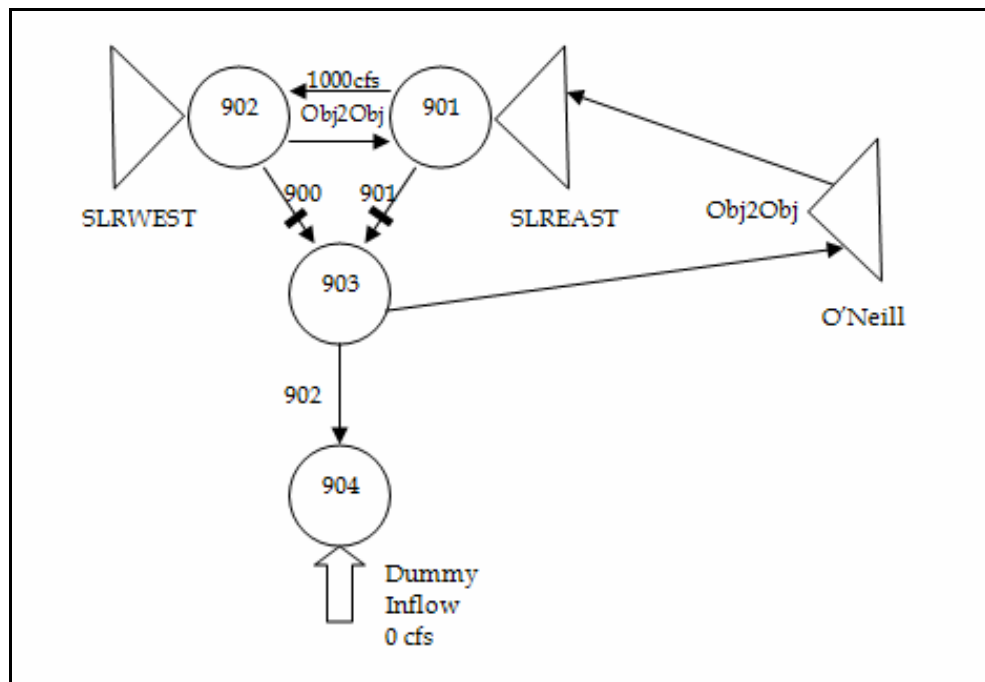 1000cfs
902
901
Obj2Obj
900
901
SLRWEST
SLREAST
Obj2Obj
903
O'Neill
902
904
Dummy
Inflow
0 cfs